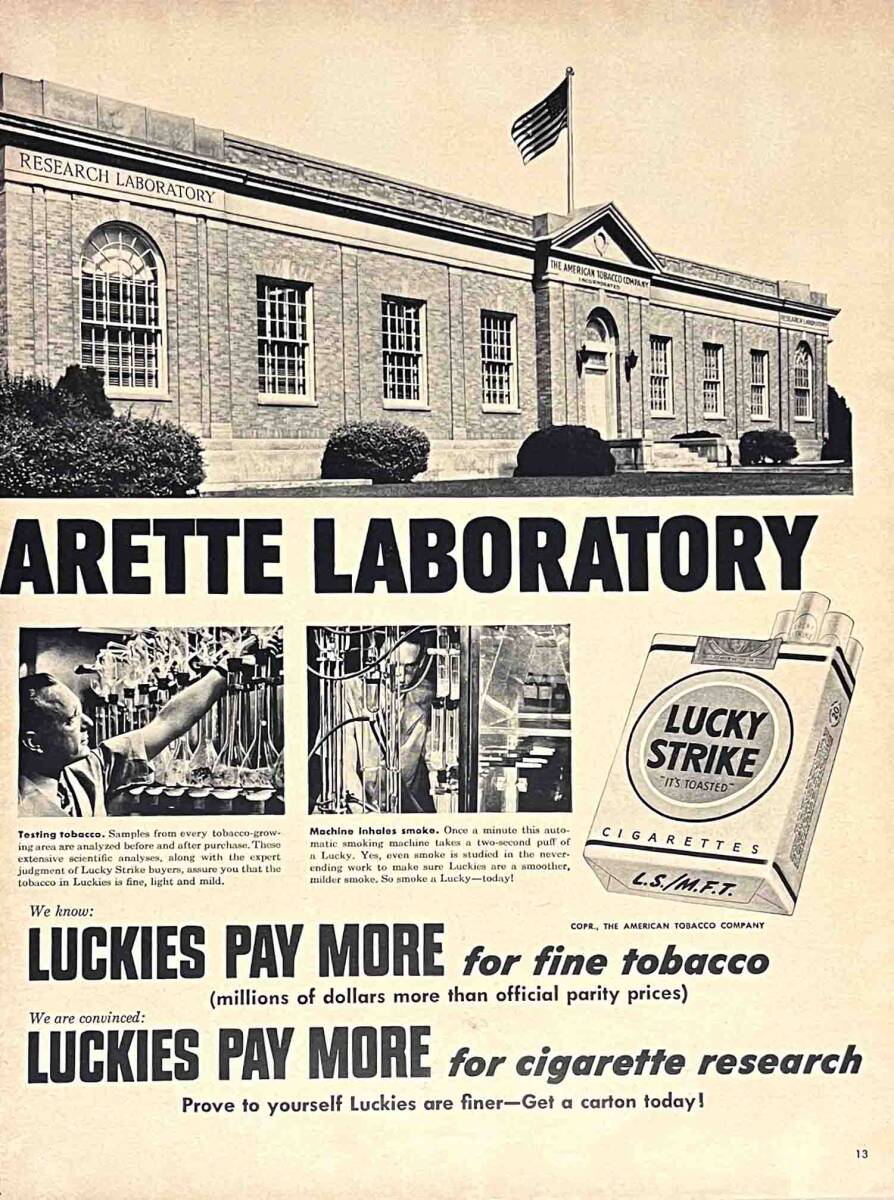 RESEARCH LABORATORY
THE AMERICAN TOBACCO COMPANY
INCORPORATED
RESEARCH LABORATORY
ARETTE LABORATORY
Testing tobacco. Samples from every tobacco-grow-
ing area are analyzed before and after purchase. These
extensive scientific analyses, along with the expert
judgment of Lucky Strike buyers, assure you that the
tobacco in Luckies is fine, light and mild.
Machine inhales smoke. Once a minute this auto-
matic smoking machine takes a two-second puff of
a Lucky. Yes, even smoke is studied in the never-
ending work to make sure Luckies are a smoother,
milder smoke. So smoke a Lucky—today!
LUCKY
STRIKE
"IT'S TOASTED"
CIGARETTES
L.S./M.F.T.
COPR., THE AMERICAN TOBACCO COMPANY
We know:
LUCKIES PAY MORE for fine tobacco
(millions of dollars more than official parity prices)
We are convinced:
LUCKIES PAY MORE for cigarette research
Prove to yourself Luckies are finer—Get a carton today!
13